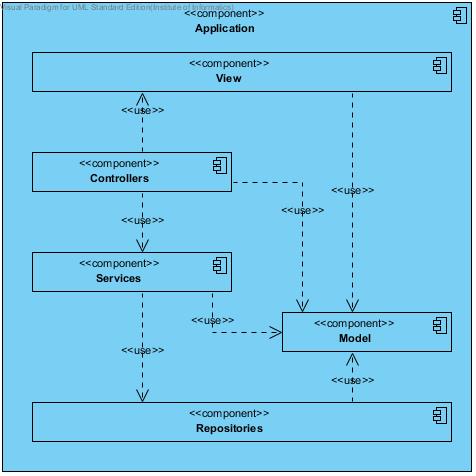 Visual Paradigm for UML Standard Edition(Institute of Informatics)
<<component>>
Application
<<component>>
View
<<use>>
<<component>>
Controllers
<<use>>
<<use>>
<<use>>
<<component>>
Services
<<use>>
<<component>>
Model
<<use>>
<<use>>
<<component>>
Repositories